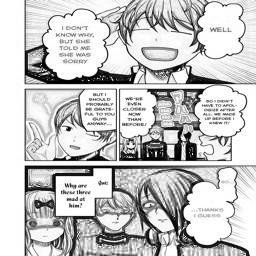 WELL
I DON'T
KNOW WHY,
BUT SHE
TOLD ME
SHE WAS
SORRY
SO I DIDN'T
HAVE TO APOL-
OGIZE AFTER
ALL. WE MADE
UP BEFORE I
KNEW IT!
WE'RE
EVEN
CLOSER
NOW
THAN
BEFORE!
BUT I
SHOULD
PROBABLY
BE GRATE-
FUL TO YOU
GUYS
ANYWAY...
...THANKS
I GUESS
Why are
these three
mad at
him?